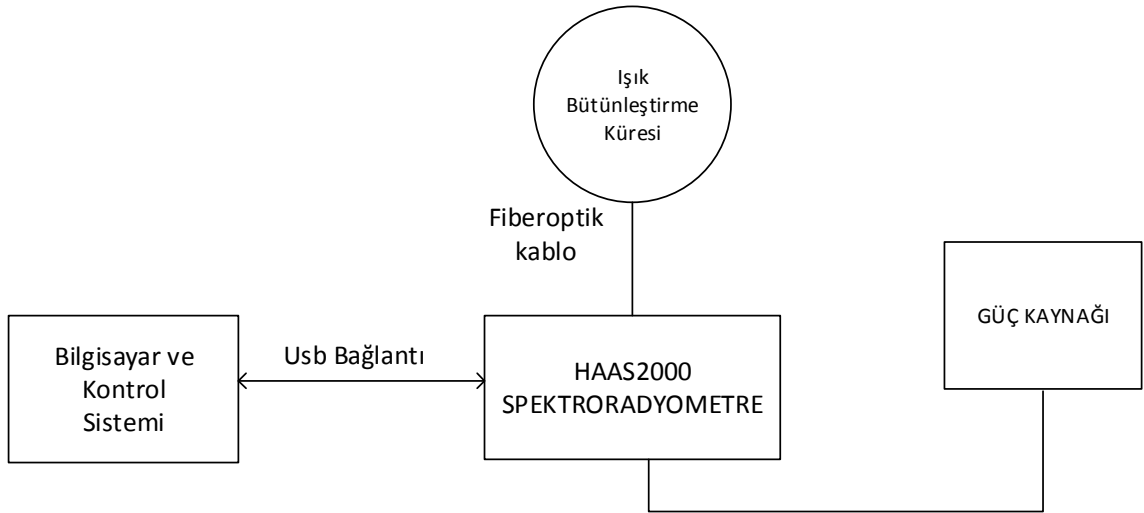 Işık
Bütünleştirme
Küresi
Fiberoptik
kablo
GÜÇ KAYNAĞI
Bilgisayar ve
Kontrol
Sistemi
Usb Bağlantı
HAAS2000
SPEKTRORADYOMETRE